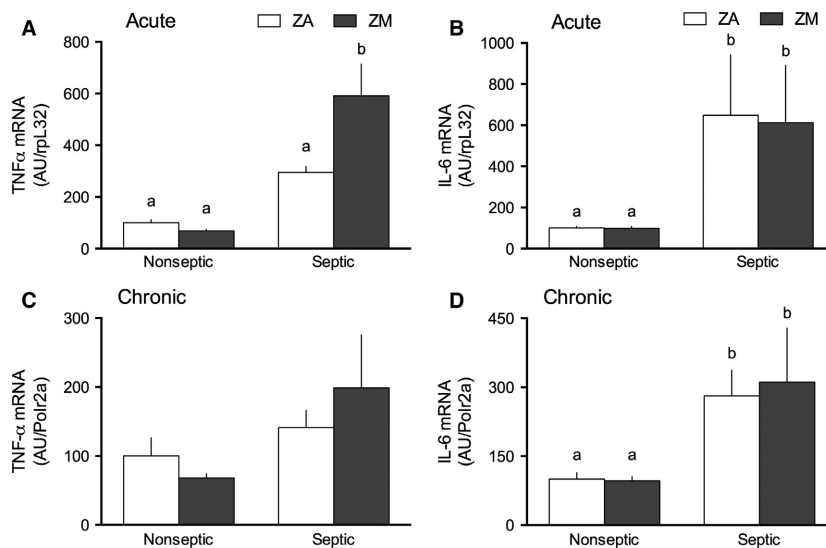 A Acute ZA ZM
800
600
400
200
0
TNFα mRNA
(AU/rpL32)
a a a b
Nonseptic Septic
B Acute ZA ZM
1000
800
600
400
200
0
IL-6 mRNA
(AU/rpL32)
a a b b
Nonseptic Septic
C Chronic
300
200
100
0
TNF-α mRNA
(AU/Polr2a)
Nonseptic Septic
D Chronic
450
300
150
0
IL-6 mRNA
(AU/Polr2a)
a a b b
Nonseptic Septic